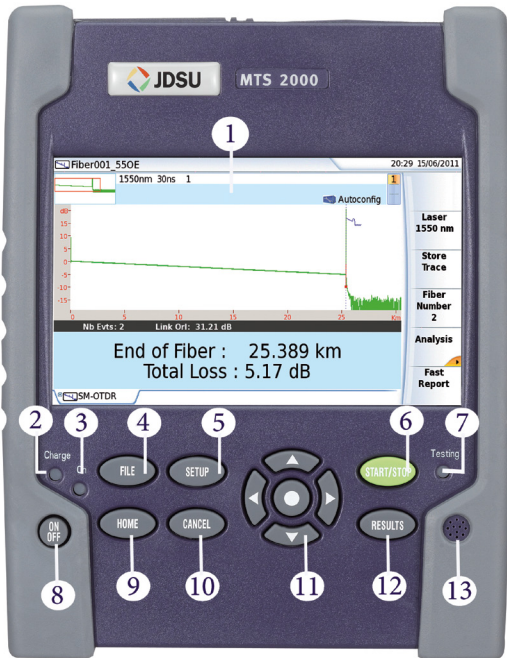 JDSU
MTS 2000
1
Fiber001_550E
20:29 15/06/2011
1550nm 30ns 1
1
Autoconfig
Laser
1550 nm
Store
Trace
Fiber
Number
2
Analysis
Fast
Report
dB
15
10
5
0
-5
-10
-15
0 5 10 15 20 25 Km
Nb Evts: 2 Link Orl: 31.21 dB
End of Fiber : 25.389 km
Total Loss : 5.17 dB
SM-OTDR
2 3 4 5 6 7
Charge
On
FILE
SETUP
START/STOP
Testing
ON
OFF
HOME
CANCEL
RESULTS
8 9 10 11 12 13